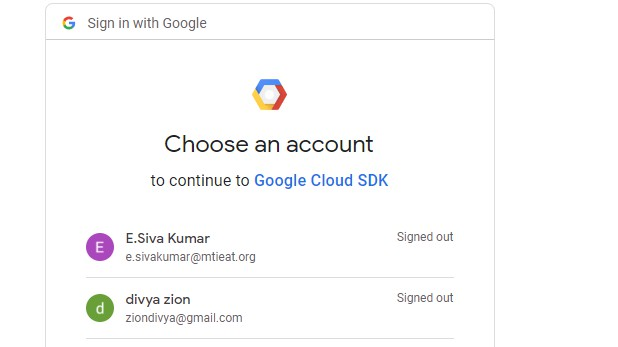 Sign in with Google
Choose an account
to continue to Google Cloud SDK
E
E.Siva Kumar
Signed out
e.sivakumar@mtieat.org
d
divya zion
Signed out
ziondivya@gmail.com